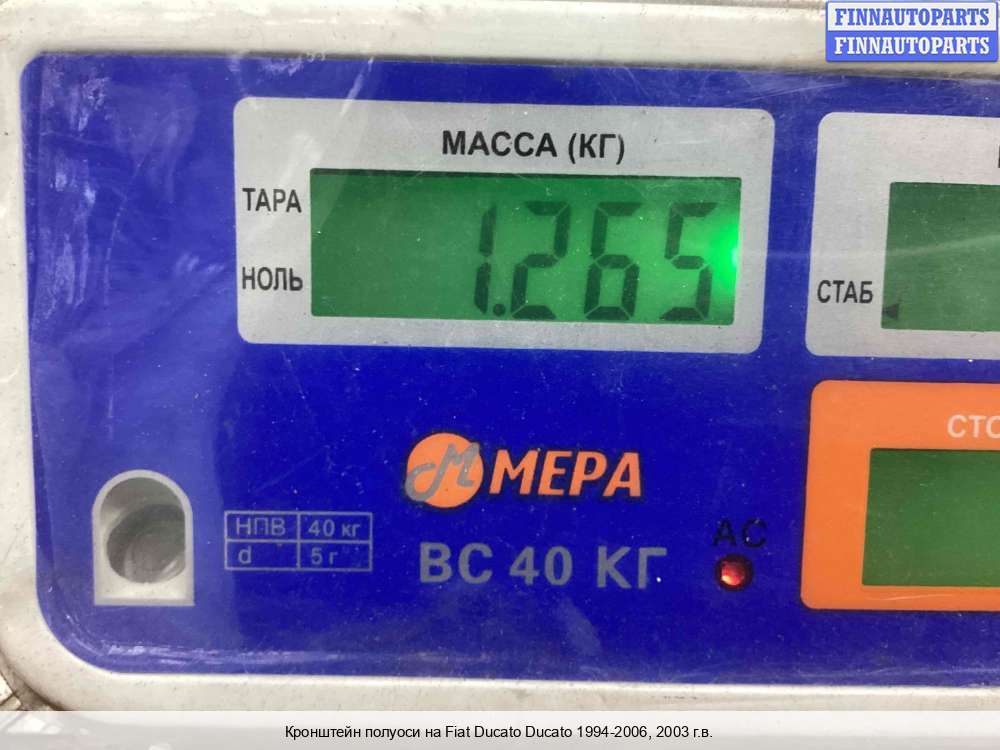 FINNAUTOPARTS
FINNAUTOPARTS
МАССА (КГ)
ТАРА
1.265
НОЛЬ
СТАБ
М МЕРА
НПВ 40 кг
d 5 г
ВС 40 КГ
АС
Кронштейн полуоси на Fiat Ducato Ducato 1994-2006, 2003 г.в.